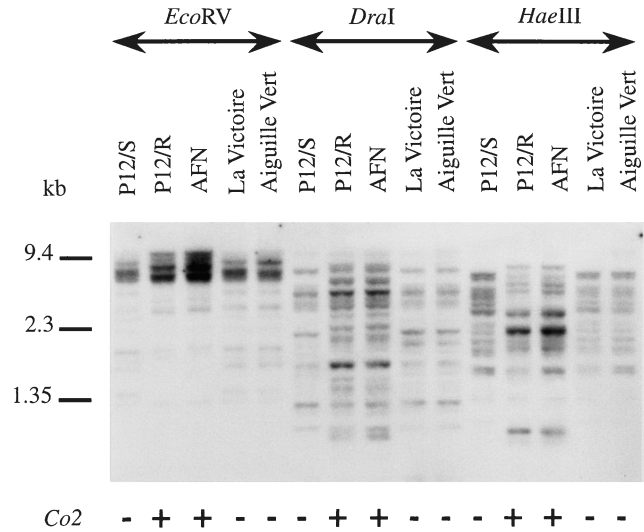 EcoRV DraI HaeIII
P12/S P12/R AFN La Victoire Aiguille Vert P12/S P12/R AFN La Victoire Aiguille Vert P12/S P12/R AFN La Victoire Aiguille Vert
kb
9.4
2.3
1.35
Co2 - + + - - - + + - - - + + - -